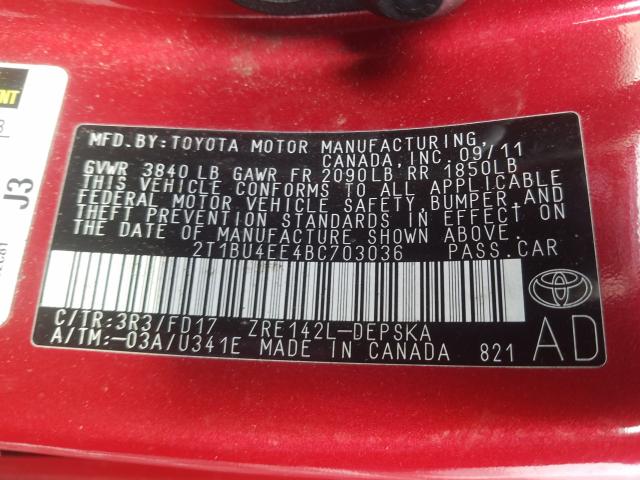 MFD.BY:TOYOTA MOTOR MANUFACTURING,
CANADA, INC. 09/11
GVWR 3840LB GAWR FR 2090LB RR 1850LB
THIS VEHICLE CONFORMS TO ALL APPLICABLE
FEDERAL MOTOR VEHICLE SAFETY, BUMPER, AND
THEFT PREVENTION STANDARDS IN EFFECT ON
THE DATE OF MANUFACTURE SHOWN ABOVE.
2T1BU4EE4BC703036 PASS.CAR
C/TR:3R3/FD17 ZRE142L-DEPSKA
A/TM:-03A/U341E MADE IN CANADA 821
AD
J3